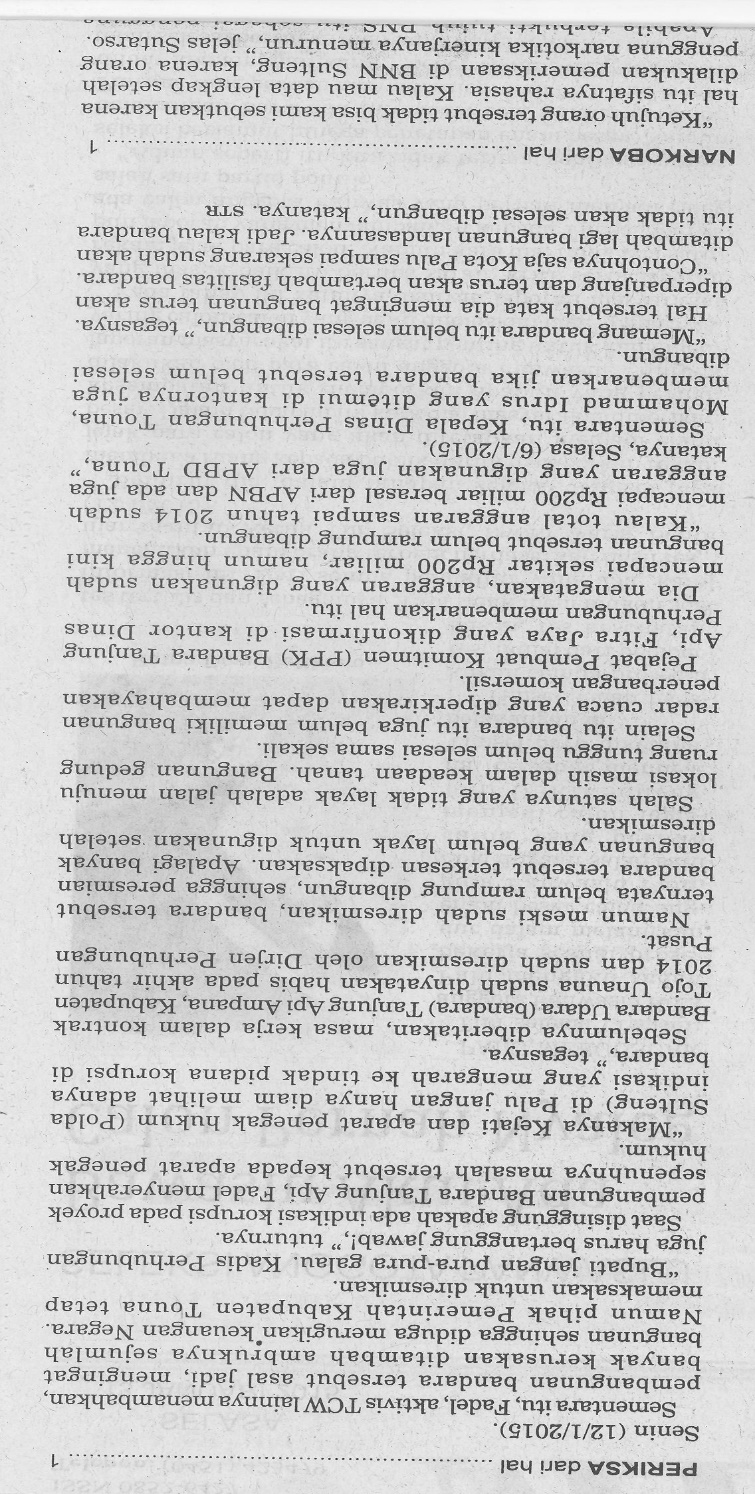 PERIKSA dari hal .................................................. 1
Senin (12/1/2015).
Sementara itu, Fadel, aktivis TCW lainnya menambahkan,
pembangunan bandara tersebut asal jadi, mengingat
banyak kerusakan ditambah ambruknya sejumlah
bangunan sehingga diduga merugikan keuangan Negara.
Namun pihak Pemerintah Kabupaten Touna tetap
memaksakan untuk diresmikan.
“Bupati jangan pura-pura galau. Kadis Perhubungan
juga harus bertanggung jawab!,” tuturnya.
Saat disinggung apakah ada indikasi korupsi pada proyek
pembangunan Bandara Tanjung Api, Fadel menyerahkan
sepenuhnya masalah tersebut kepada aparat penegak
hukum.
“Makanya Kejati dan aparat penegak hukum (Polda
Sulteng) di Palu jangan hanya diam melihat adanya
indikasi yang mengarah ke tindak pidana korupsi di
bandara,” tegasnya.
Sebelumnya diberitakan, masa kerja dalam kontrak
Bandara Udara (bandara) Tanjung Api Ampana, Kabupaten
Tojo Unauna sudah dinyatakan habis pada akhir tahun
2014 dan sudah diresmikan oleh Dirjen Perhubungan
Pusat.
Namun meski sudah diresmikan, bandara tersebut
ternyata belum rampung dibangun, sehingga peresmian
bandara tersebut terkesan dipaksakan. Apalagi banyak
bangunan yang belum layak untuk digunakan setelah
diresmikan.
Salah satunya yang tidak layak adalah jalan menuju
lokasi masih dalam keadaan tanah. Bangunan gedung
ruang tunggu belum selesai sama sekali.
Selain itu bandara itu juga belum memiliki bangunan
radar cuaca yang diperkirakan dapat membahayakan
penerbangan komersil.
Pejabat Pembuat Komitmen (PPK) Bandara Tanjung
Api, Fitra Jaya yang dikonfirmasi di kantor Dinas
Perhubungan membenarkan hal itu.
Dia mengatakan, anggaran yang digunakan sudah
mencapai sekitar Rp200 miliar, namun hingga kini
bangunan tersebut belum rampung dibangun.
“Kalau total anggaran sampai tahun 2014 sudah
mencapai Rp200 miliar berasal dari APBN dan ada juga
anggaran yang digunakan juga dari APBD Touna,”
katanya, Selasa (6/1/2015).
Sementara itu, Kepala Dinas Perhubungan Touna,
Mohammad Idrus yang ditemui di kantornya juga
membenarkan jika bandara tersebut belum selesai
dibangun.
“Memang bandara itu belum selesai dibangun,” tegasnya.
Hal tersebut kata dia mengingat bangunan terus akan
diperpanjang dan terus akan bertambah fasilitas bandara.
“Contohnya saja Kota Palu sampai sekarang sudah akan
ditambah lagi bangunan landasannya. Jadi kalau bandara
itu tidak akan selesai dibangun,” katanya. STR
NARKOBA dari hal .................................................. 1
“Ketujuh orang tersebut tidak bisa kami sebutkan karena
hal itu sifatnya rahasia. Kalau mau data lengkap setelah
dilakukan pemeriksaan di BNN Sulteng, karena orang
pengguna narkotika kinerjanya menurun,” jelas Sutarso.
Apabila terbukti tujuh PNS itu sebagai pengguna